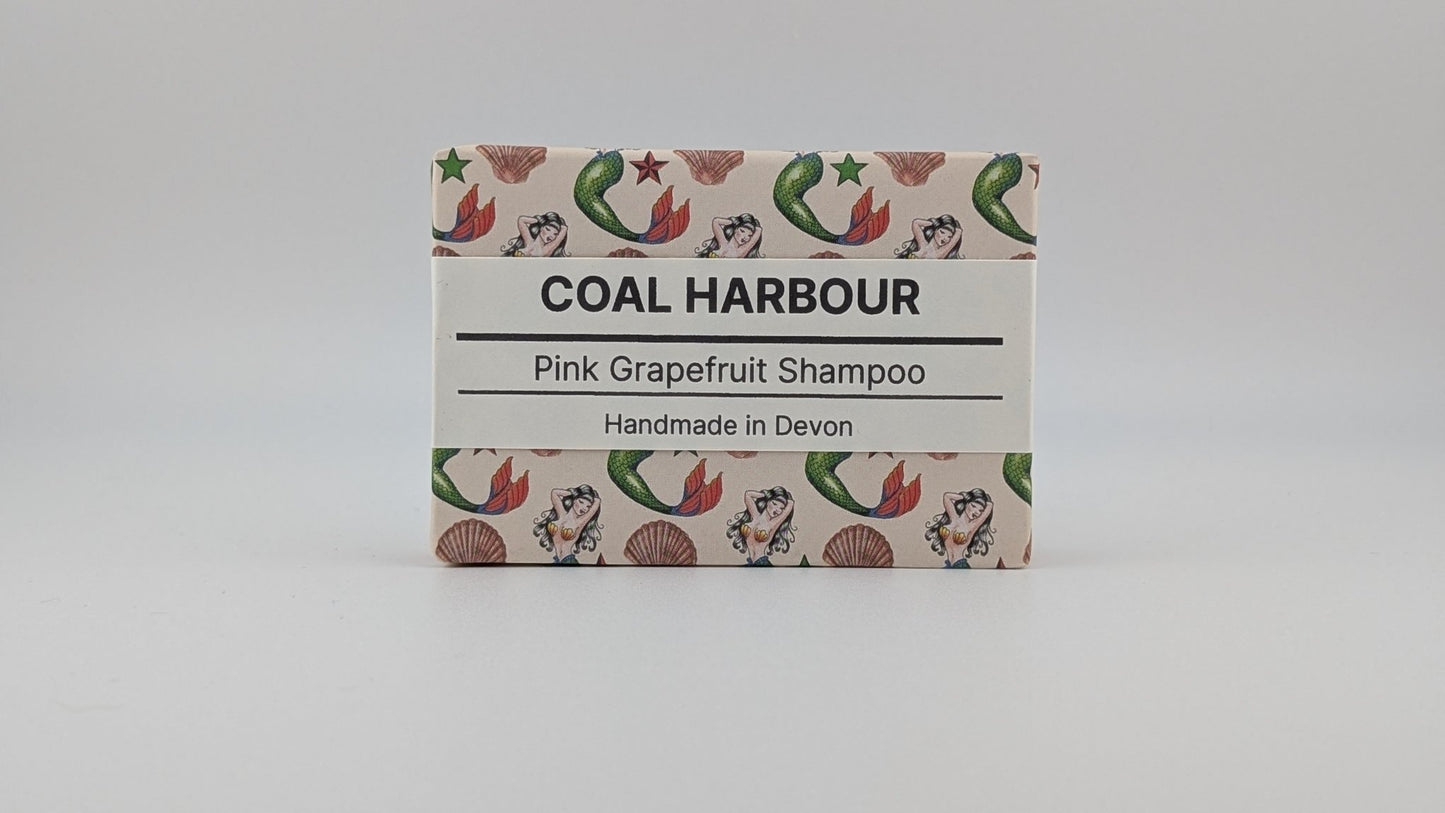 COAL HARBOUR
Pink Grapefruit Shampoo
Handmade in Devon